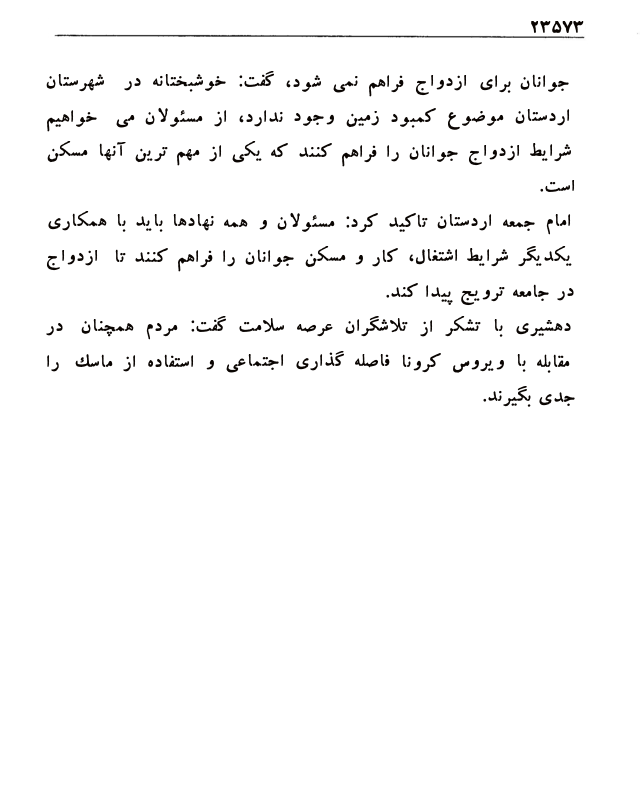 ۲۳۵۷۳
جوانان برای ازدواج فراهم نمی شود، گفت: خوشبختانه در شهرستان
اردستان موضوع کمبود زمین وجود ندارد، از مسئولان می خواهیم
شرایط ازدواج جوانان را فراهم کنند که یکی از مهم ترین آنها مسکن
است.
امام جمعه اردستان تاکید کرد: مسئولان و همه نهادها باید با همکاری
یکدیگر شرایط اشتغال، کار و مسکن جوانان را فراهم کنند تا ازدواج
در جامعه ترویج پیدا کند.
دهشیری با تشکر از تلاشگران عرصه سلامت گفت: مردم همچنان در
مقابله با ویروس کرونا فاصله گذاری اجتماعی و استفاده از ماسك را
جدی بگیرند.